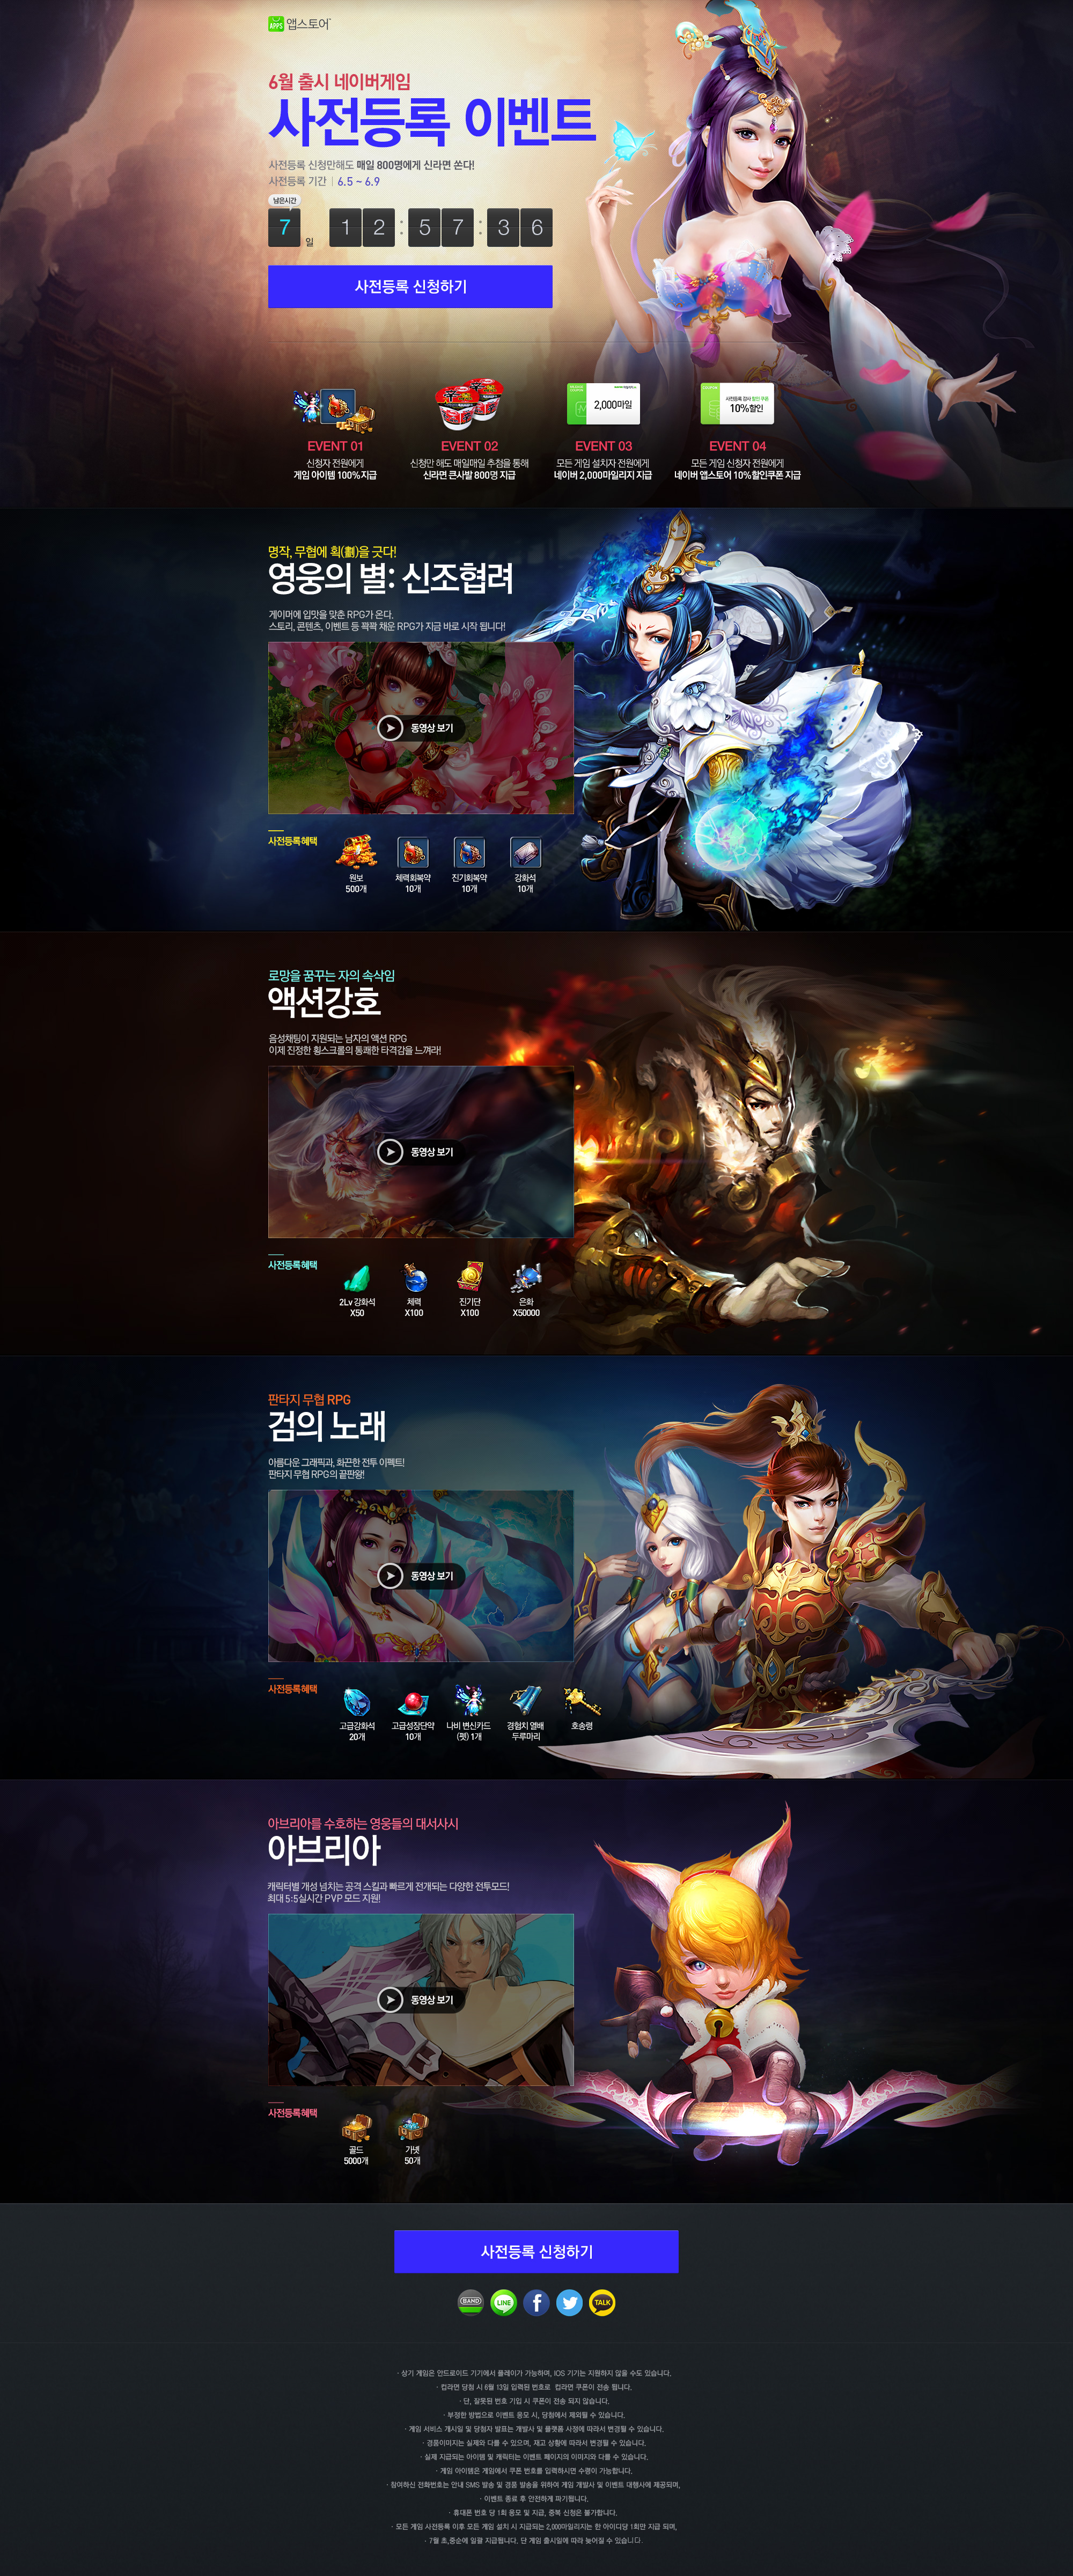 APPS 앱스토어
6월 출시 네이버게임
사전등록 이벤트
사전등록 신청만해도 매일 800명에게 신라면 쏜다!
사전등록 기간 | 6.5 ~ 6.9
남은시간
7 일 12 : 57 : 36
사전등록 신청하기
2,000마일
사전등록 감사 할인 쿠폰
10%할인
EVENT 01
신청자 전원에게
게임 아이템 100%지급
EVENT 02
신청만 해도 매일매일 추첨을 통해
신라면 큰사발 800명 지급
EVENT 03
모든 게임 설치자 전원에게
네이버 2,000마일리지 지급
EVENT 04
모든 게임 신청자 전원에게
네이버 앱스토어 10%할인쿠폰 지급
명작, 무협에 획(劃)을 긋다!
영웅의 별: 신조협려
게이머에 입맛을 맞춘 RPG가 온다.
스토리, 콘텐츠, 이벤트 등 꽉꽉 채운 RPG가 지금 바로 시작 됩니다!
동영상 보기
사전등록혜택
원보
500개
체력회복약
10개
진기회복약
10개
강화석
10개
로망을 꿈꾸는 자의 속삭임
액션강호
음성채팅이 지원되는 남자의 액션 RPG
이제 진정한 횡스크롤의 통쾌한 타격감을 느껴라!
동영상 보기
사전등록혜택
2Lv 강화석
X50
체력
X100
진기단
X100
은화
X50000
판타지 무협 RPG
검의 노래
아름다운 그래픽과, 화끈한 전투 이펙트!
판타지 무협 RPG의 끝판왕!
동영상 보기
사전등록혜택
고급강화석
20개
고급성장단약
10개
나비 변신카드
(펫) 1개
경험치 열배
두루마리
호송령
아브리아를 수호하는 영웅들의 대서사시
아브리아
캐릭터별 개성 넘치는 공격 스킬과 빠르게 전개되는 다양한 전투모드!
최대 5:5실시간 PVP 모드 지원!
동영상 보기
사전등록혜택
골드
5000개
가넷
50개
사전등록 신청하기
BAND LINE f TALK
· 상기 게임은 안드로이드 기기에서 플레이가 가능하며, IOS 기기는 지원하지 않을 수도 있습니다.
· 컵라면 당첨 시 6월 13일 입력된 번호로 컵라면 쿠폰이 전송 됩니다.
· 단, 잘못된 번호 기입 시 쿠폰이 전송 되지 않습니다.
· 부정한 방법으로 이벤트 응모 시, 당첨에서 제외될 수 있습니다.
· 게임 서비스 개시일 및 당첨자 발표는 개발사 및 플랫폼 사정에 따라서 변경될 수 있습니다.
· 경품이미지는 실제와 다를 수 있으며, 재고 상황에 따라서 변경될 수 있습니다.
· 실제 지급되는 아이템 및 캐릭터는 이벤트 페이지의 이미지와 다를 수 있습니다.
· 게임 아이템은 게임에서 쿠폰 번호를 입력하시면 수령이 가능합니다.
· 참여하신 전화번호는 안내 SMS 발송 및 경품 발송을 위하여 게임 개발사 및 이벤트 대행사에 제공되며,
· 이벤트 종료 후 안전하게 파기됩니다.
· 휴대폰 번호 당 1회 응모 및 지급, 중복 신청은 불가합니다.
· 모든 게임 사전등록 이후 모든 게임 설치 시 지급되는 2,000마일리지는 한 아이디당 1회만 지급 되며,
· 7월 초,중순에 일괄 지급됩니다. 단 게임 출시일에 따라 늦어질 수 있습니다.